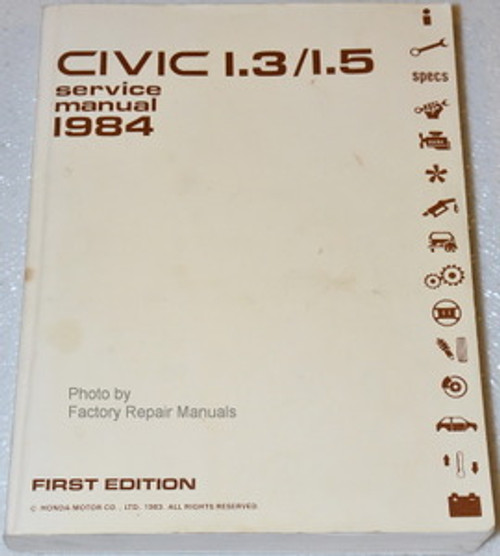 CIVIC 1.3/1.5
service
manual
1984
specs
Photo by
Factory Repair Manuals
FIRST EDITION
© HONDA MOTOR CO., LTD. 1983. ALL RIGHTS RESERVED.